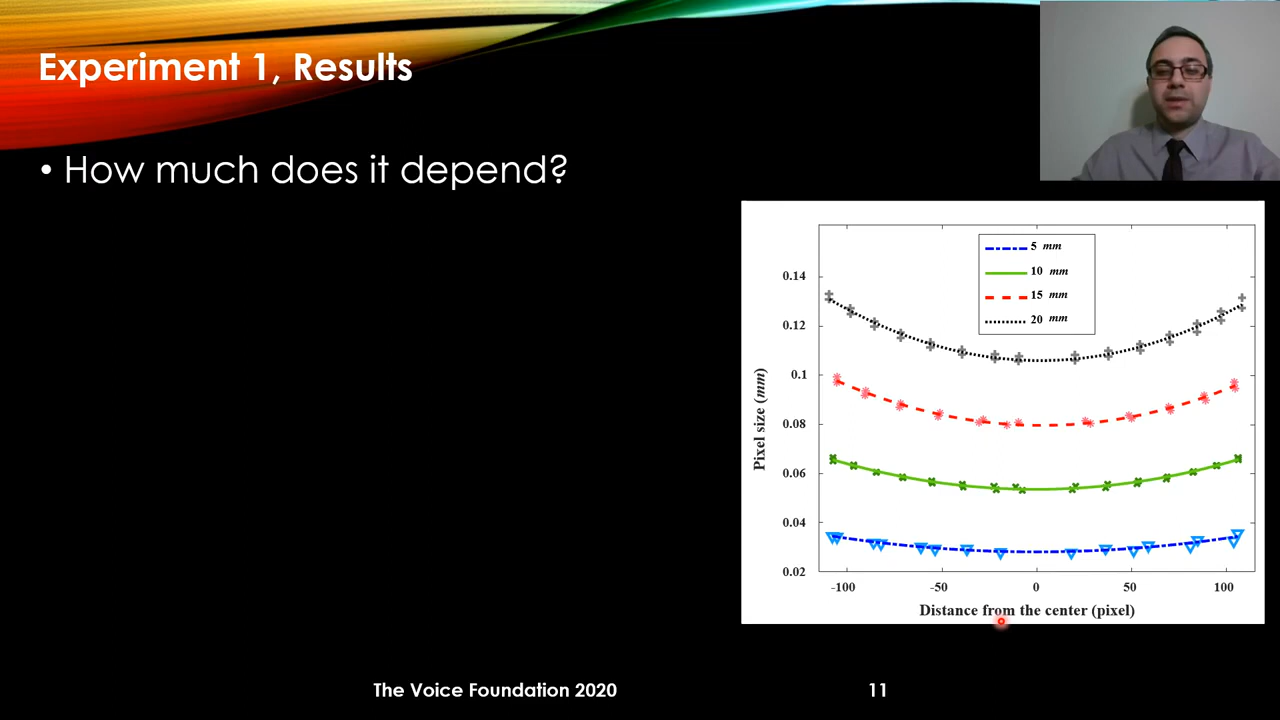 Experiment 1, Results
• How much does it depend?
5 mm
10 mm
15 mm
20 mm
0.14
0.12
0.1
0.08
0.06
0.04
0.02
Pixel size (mm)
-100 -50 0 50 100
Distance from the center (pixel)
The Voice Foundation 2020
11